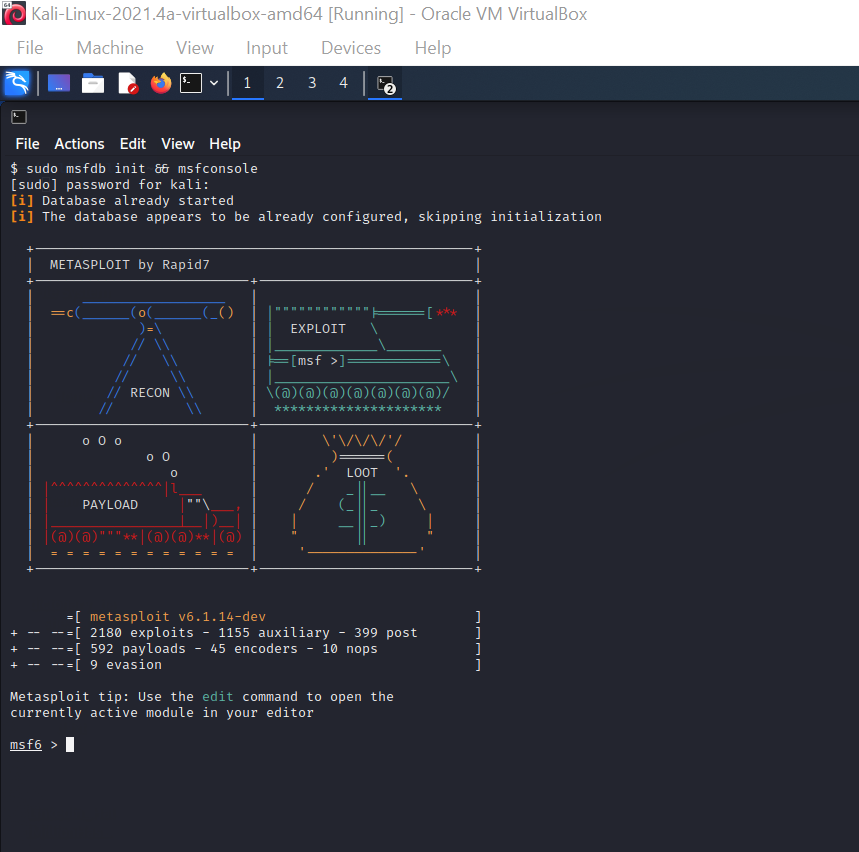 Kali-Linux-2021.4a-virtualbox-amd64 [Running] - Oracle VM VirtualBox
File Machine View Input Devices Help
1 2 3 4 2
File Actions Edit View Help
$ sudo msfdb init && msfconsole
[sudo] password for kali:
[i] Database already started
[i] The database appears to be already configured, skipping initialization
METASPLOIT by Rapid7
EXPLOIT
[msf >]
RECON
PAYLOAD
LOOT
=[ metasploit v6.1.14-dev ]
+ -- --=[ 2180 exploits - 1155 auxiliary - 399 post ]
+ -- --=[ 592 payloads - 45 encoders - 10 nops ]
+ -- --=[ 9 evasion ]
Metasploit tip: Use the edit command to open the
currently active module in your editor
msf6 >